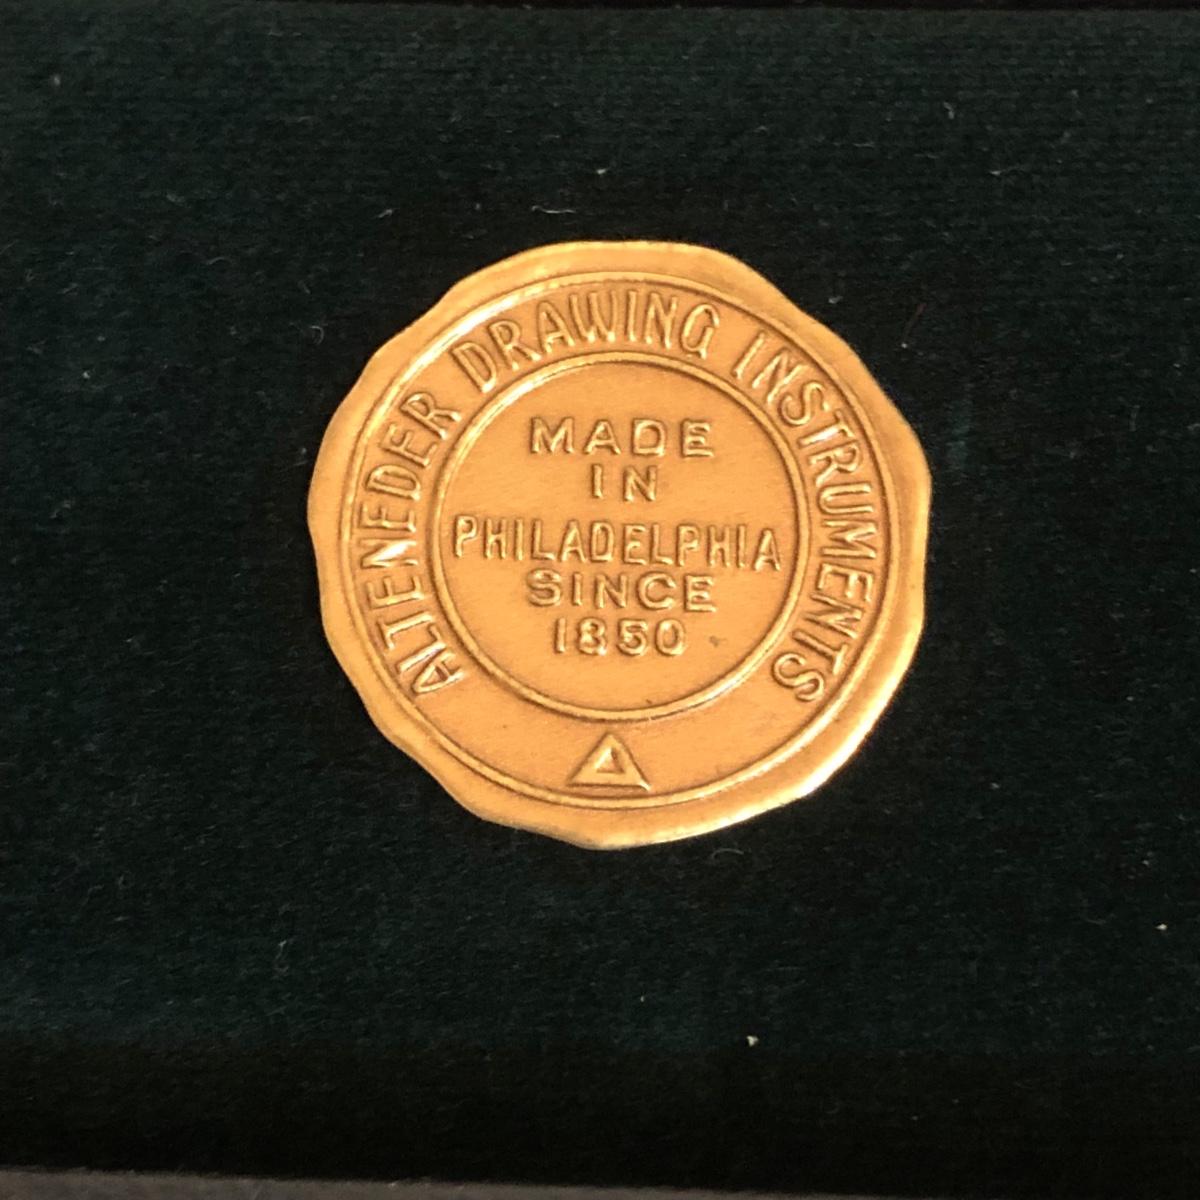 ALTENEDER DRAWING INSTRUMENTS
MADE
IN
PHILADELPHIA
SINCE
1850